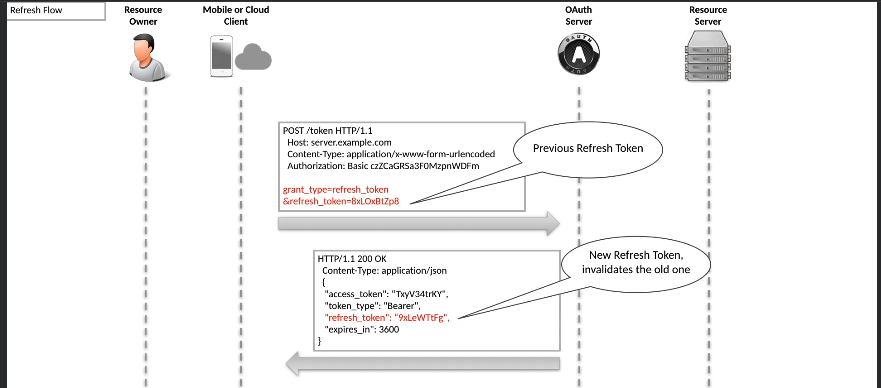 Refresh Flow
Resource
Owner
Mobile or Cloud
Client
OAuth
Server
Resource
Server
OAUTH
A
POST /token HTTP/1.1
Host: server.example.com
Content-Type: application/x-www-form-urlencoded
Authorization: Basic czZCaGRSa3F0MzpnWDFm
grant_type=refresh_token
&refresh_token=8xLOxBtZp8
Previous Refresh Token
HTTP/1.1 200 OK
Content-Type: application/json
{
"access_token": "TxyV34trKY",
"token_type": "Bearer",
"refresh_token": "9xLeWTtFg",
"expires_in": 3600
}
New Refresh Token,
invalidates the old one